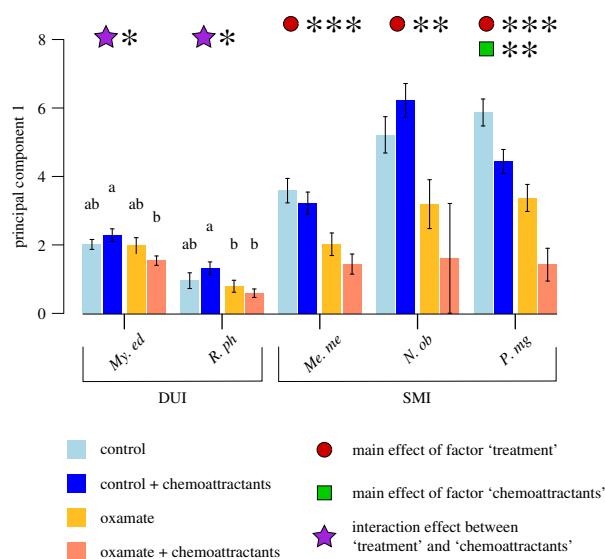 * * *** ** ***
**
8
6
4
2
0
principal component 1
ab a ab b
ab a b b
My. ed R. ph Me. me N. ob P. mg
DUI SMI
control
control + chemoattractants
oxamate
oxamate + chemoattractants
main effect of factor ‘treatment’
main effect of factor ‘chemoattractants’
interaction effect between
‘treatment’ and ‘chemoattractants’